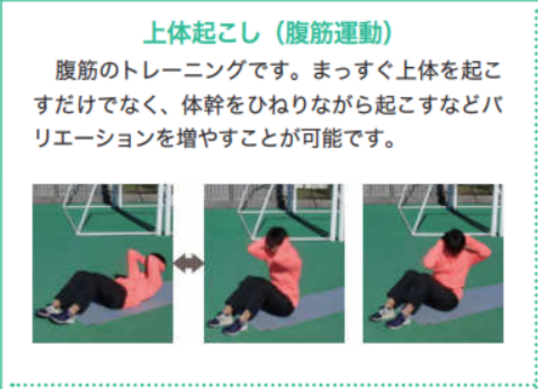 上体起こし（腹筋運動）
腹筋のトレーニングです。まっすぐ上体を起こ
すだけでなく、体幹をひねりながら起こすなどバ
リエーションを増やすことが可能です。